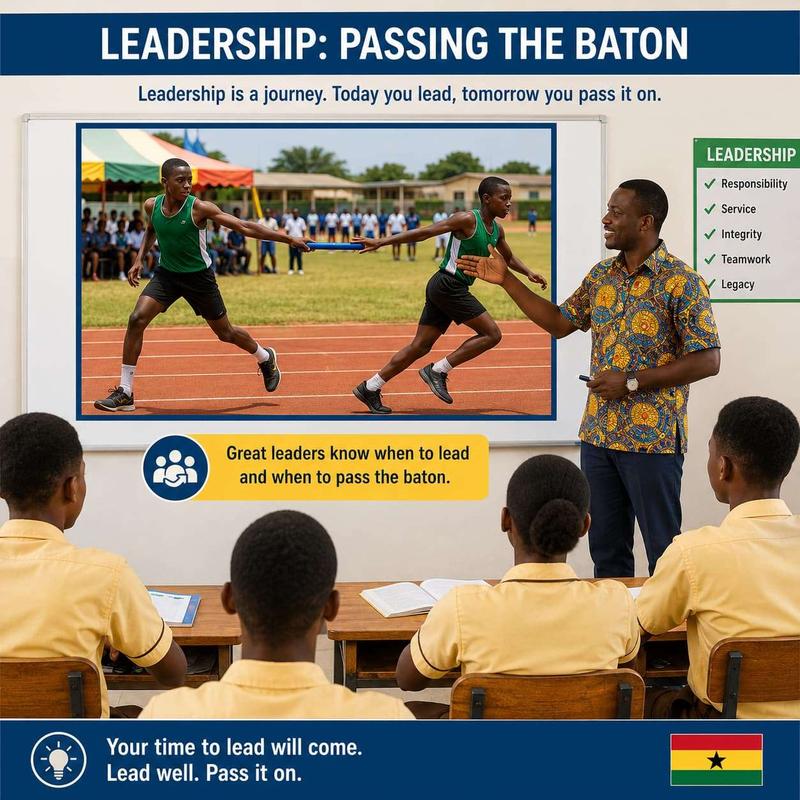 LEADERSHIP: PASSING THE BATON
Leadership is a journey. Today you lead, tomorrow you pass it on.
LEADERSHIP
✓ Responsibility
✓ Service
✓ Integrity
✓ Teamwork
✓ Legacy
Great leaders know when to lead
and when to pass the baton.
Your time to lead will come.
Lead well. Pass it on.